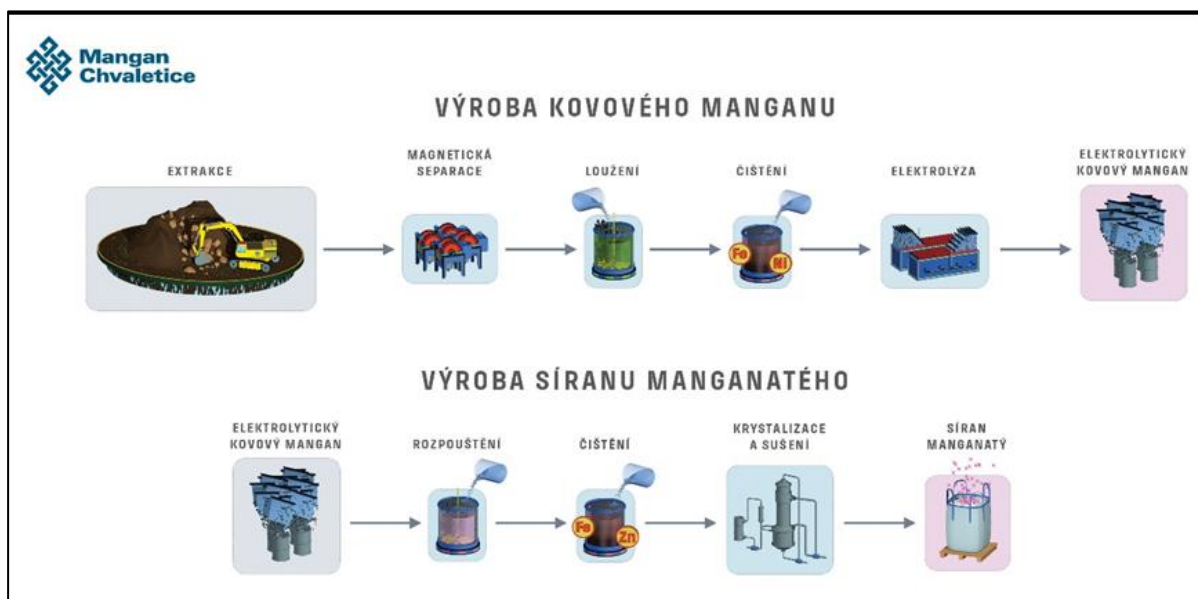 Mangan
Chvaletice
VÝROBA KOVOVÉHO MANGANU
EXTRAKCE
MAGNETICKÁ
SEPARACE
LOUŽENÍ
ČIŠTĚNÍ
ELEKTROLÝZA
ELEKTROLYTICKÝ
KOVOVÝ MANGAN
Fe
Ni
VÝROBA SÍRANU MANGANATÉHO
ELEKTROLYTICKÝ
KOVOVÝ MANGAN
ROZPOUŠTĚNÍ
ČIŠTĚNÍ
KRYSTALIZACE
A SUŠENÍ
SÍRAN
MANGANATÝ
Fe
Zn